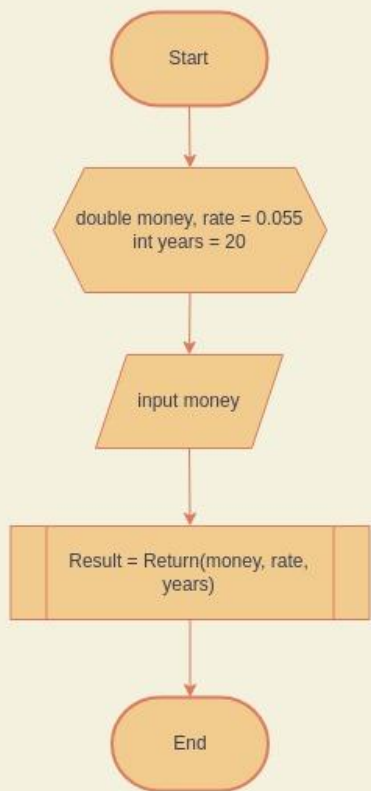 Start
double money, rate = 0.055
int years = 20
input money
Result = Return(money, rate,
years)
End